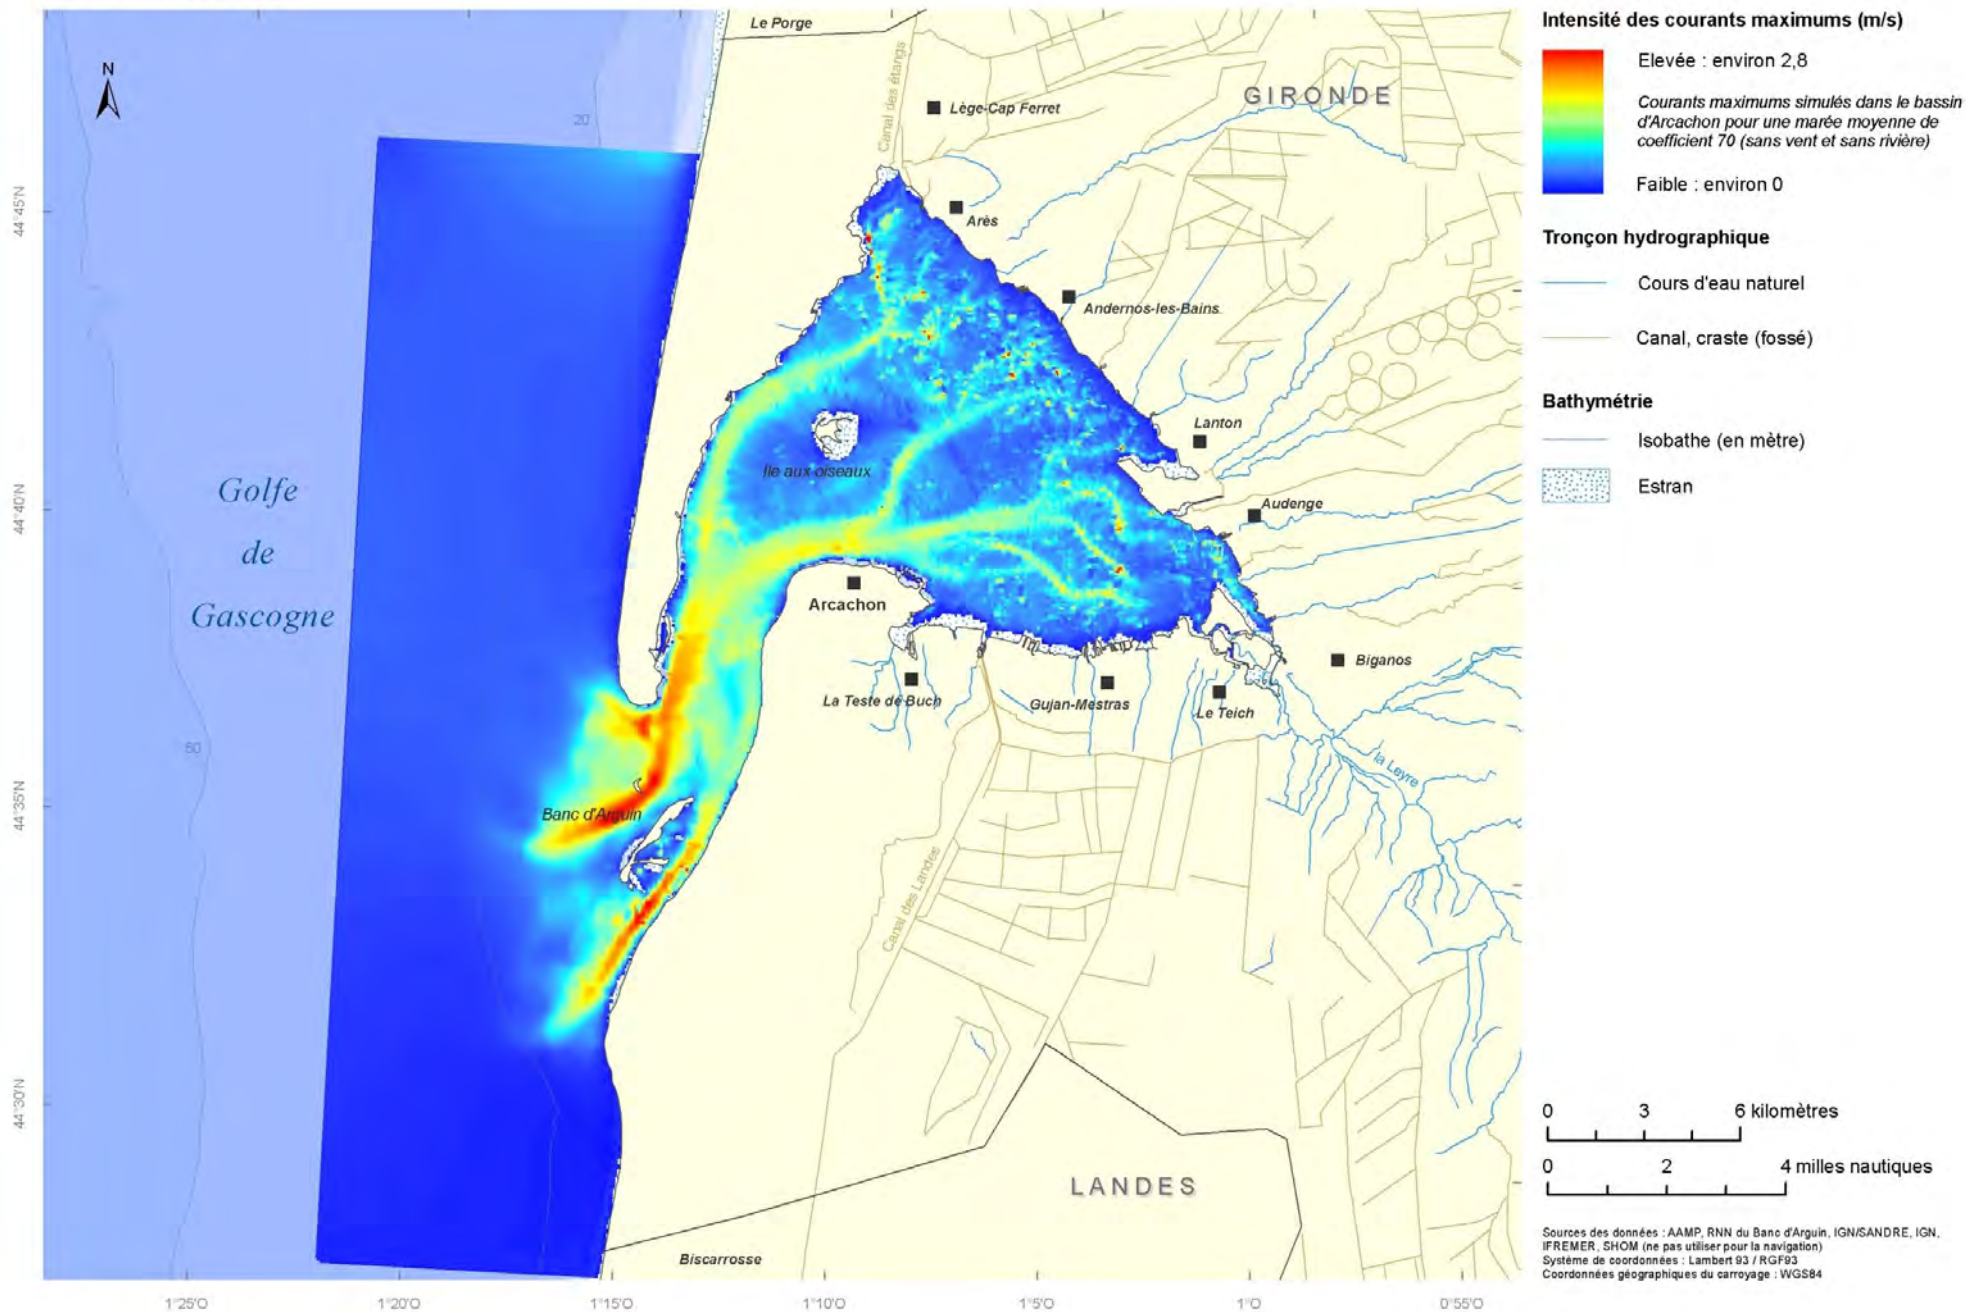 Le Porge
N
Canal des étangs
Lège-Cap Ferret
GIRONDE
20
44°45'N
Arès
Andernos-les-Bains
Lanton
Ile aux oiseaux
Golfe
de
Gascogne
44°40'N
Audenge
Arcachon
Biganos
La Teste de Buch
Gujan-Mestras
Le Teich
50
la Leyre
44°35'N
Banc d'Arguin
Canal des Landes
44°30'N
LANDES
Biscarrosse
1°25'O
1°20'O
1°15'O
1°10'O
1°5'O
1°O
0°55'O
Intensité des courants maximums (m/s)
Elevée : environ 2,8
Courants maximums simulés dans le bassin
d'Arcachon pour une marée moyenne de
coefficient 70 (sans vent et sans rivière)
Faible : environ 0
Tronçon hydrographique
Cours d'eau naturel
Canal, craste (fossé)
Bathymétrie
Isobathe (en mètre)
Estran
0 3 6 kilomètres
0 2 4 milles nautiques
Sources des données : AAMP, RNN du Banc d'Arguin, IGN/SANDRE, IGN,
IFREMER, SHOM (ne pas utiliser pour la navigation)
Système de coordonnées : Lambert 93 / RGF93
Coordonnées géographiques du carroyage : WGS84